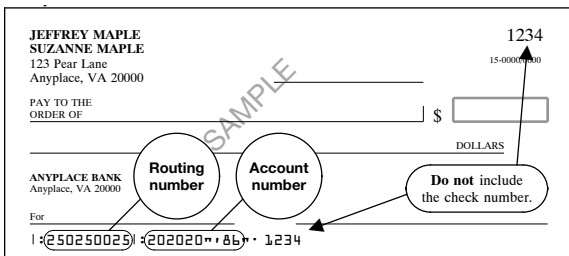 JEFFREY MAPLE
SUZANNE MAPLE
123 Pear Lane
Anyplace, VA 20000
1234
15-0000/0000
SAMPLE
PAY TO THE
ORDER OF
$
DOLLARS
ANYPLACE BANK
Anyplace, VA 20000
Routing
number
Account
number
Do not include
the check number.
For
|:250250025|:202020"'86"' 1234